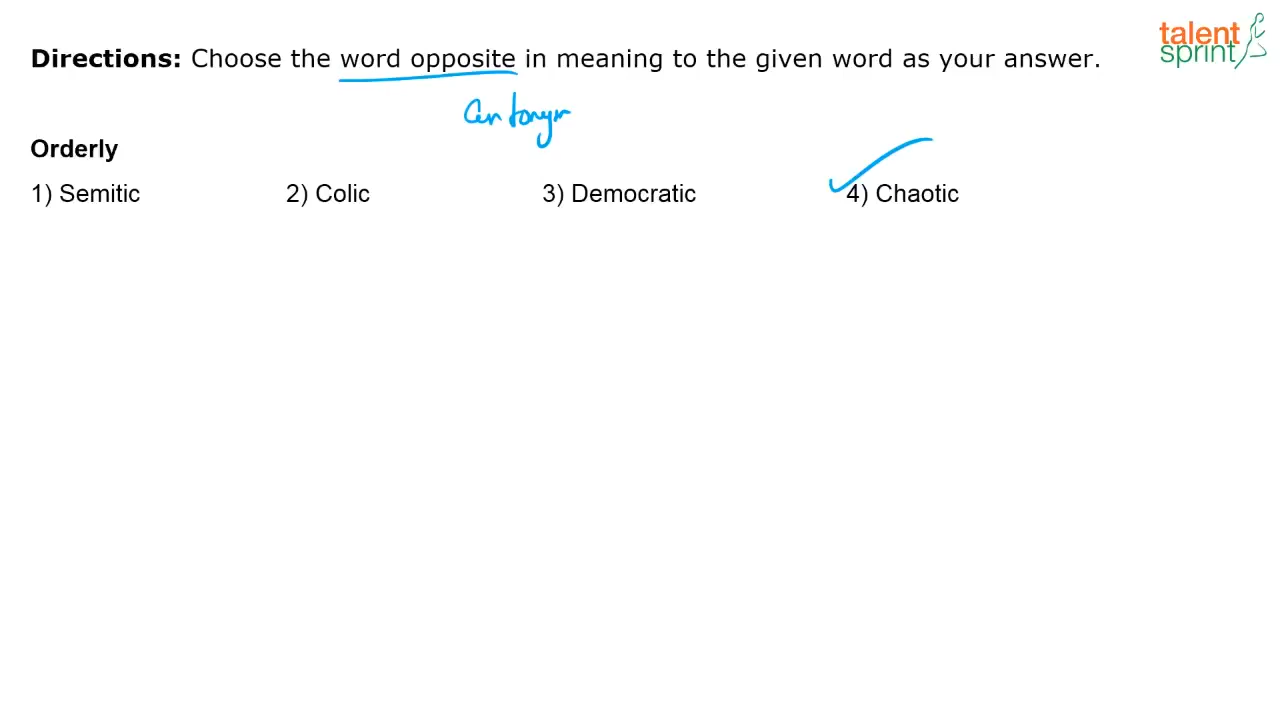 talent
sprint
Directions: Choose the word opposite in meaning to the given word as your answer.
Antonym
Orderly
1) Semitic 2) Colic 3) Democratic 4) Chaotic